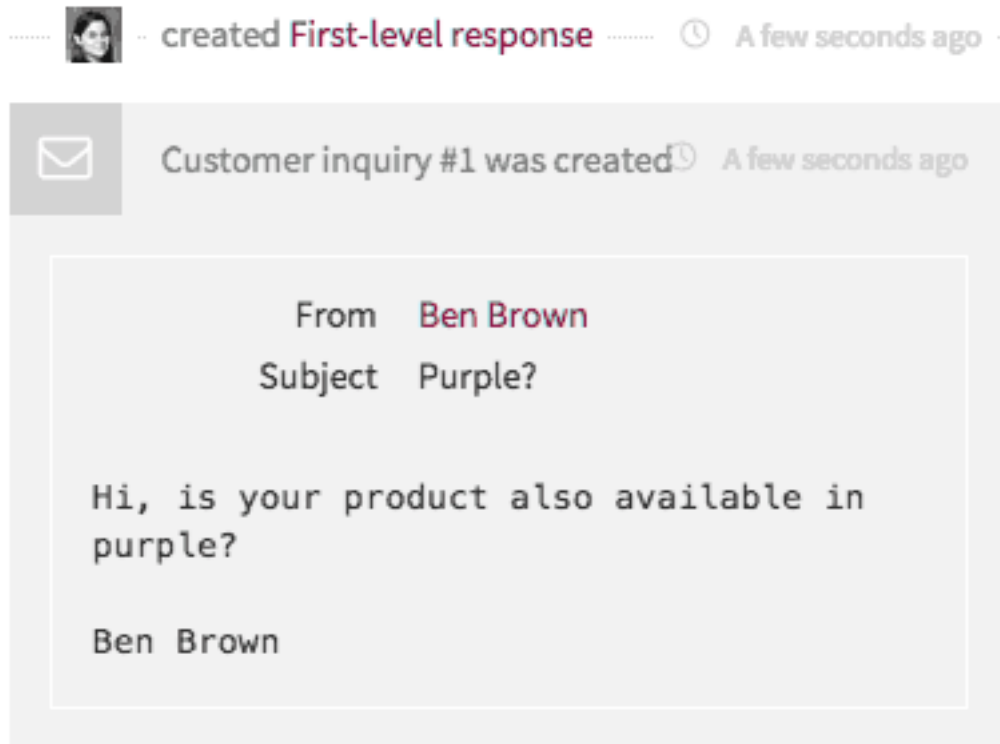 created First-level response A few seconds ago
Customer inquiry #1 was created A few seconds ago
From Ben Brown
Subject Purple?
Hi, is your product also available in
purple?
Ben Brown